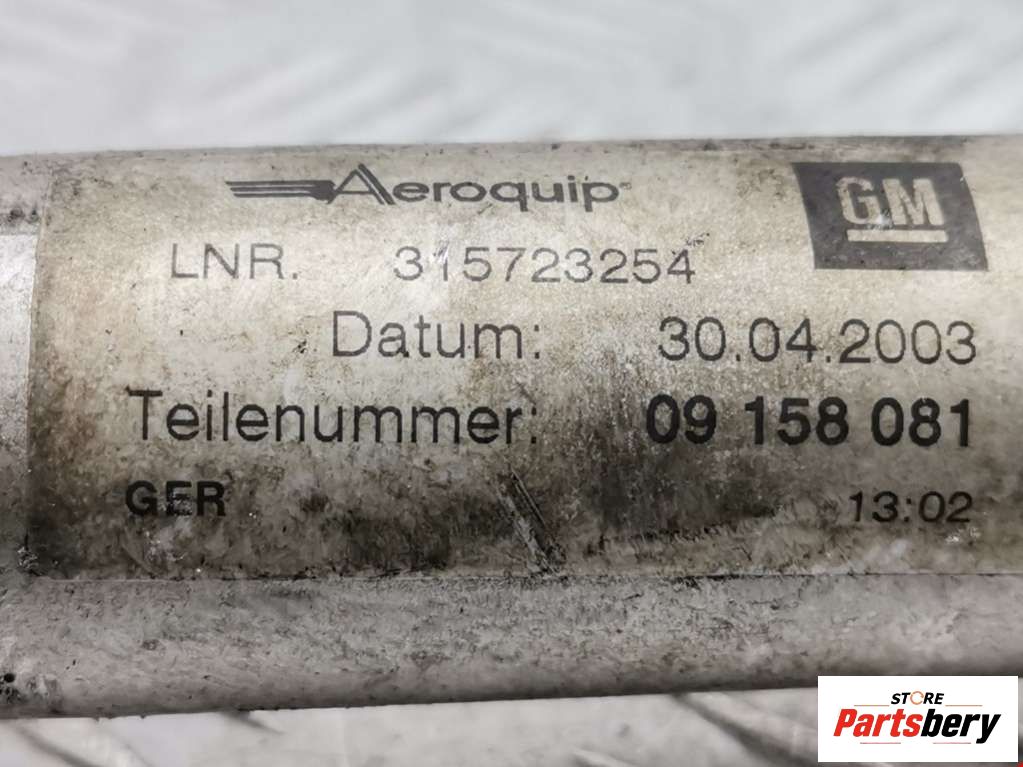 Aeroquip
GM
LNR. 315723254
Datum: 30.04.2003
Teilenummer: 09 158 081
GER 13:02
STORE
Partsbery